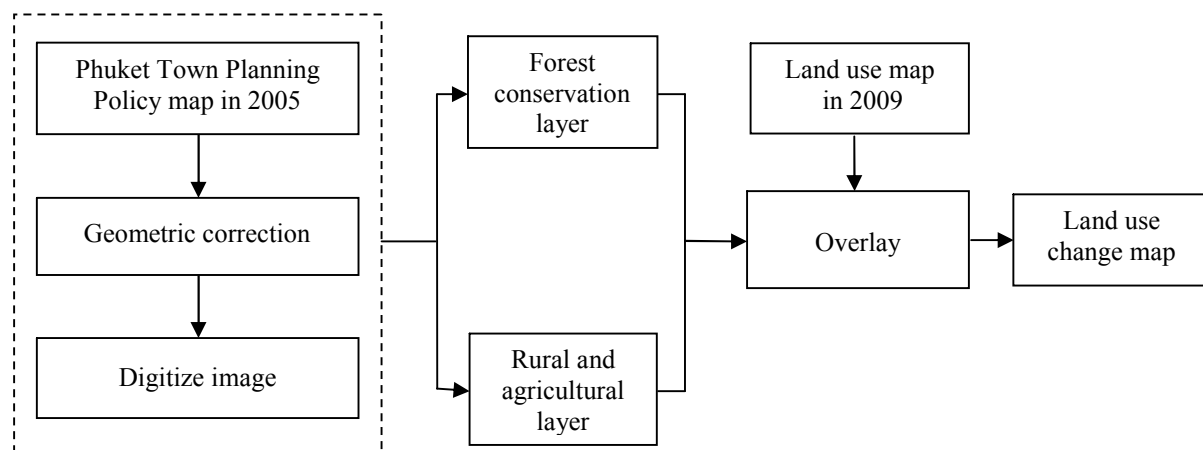 Phuket Town Planning
Policy map in 2005
Geometric correction
Digitize image
Forest
conservation
layer
Rural and
agricultural
layer
Land use map
in 2009
Overlay
Land use
change map